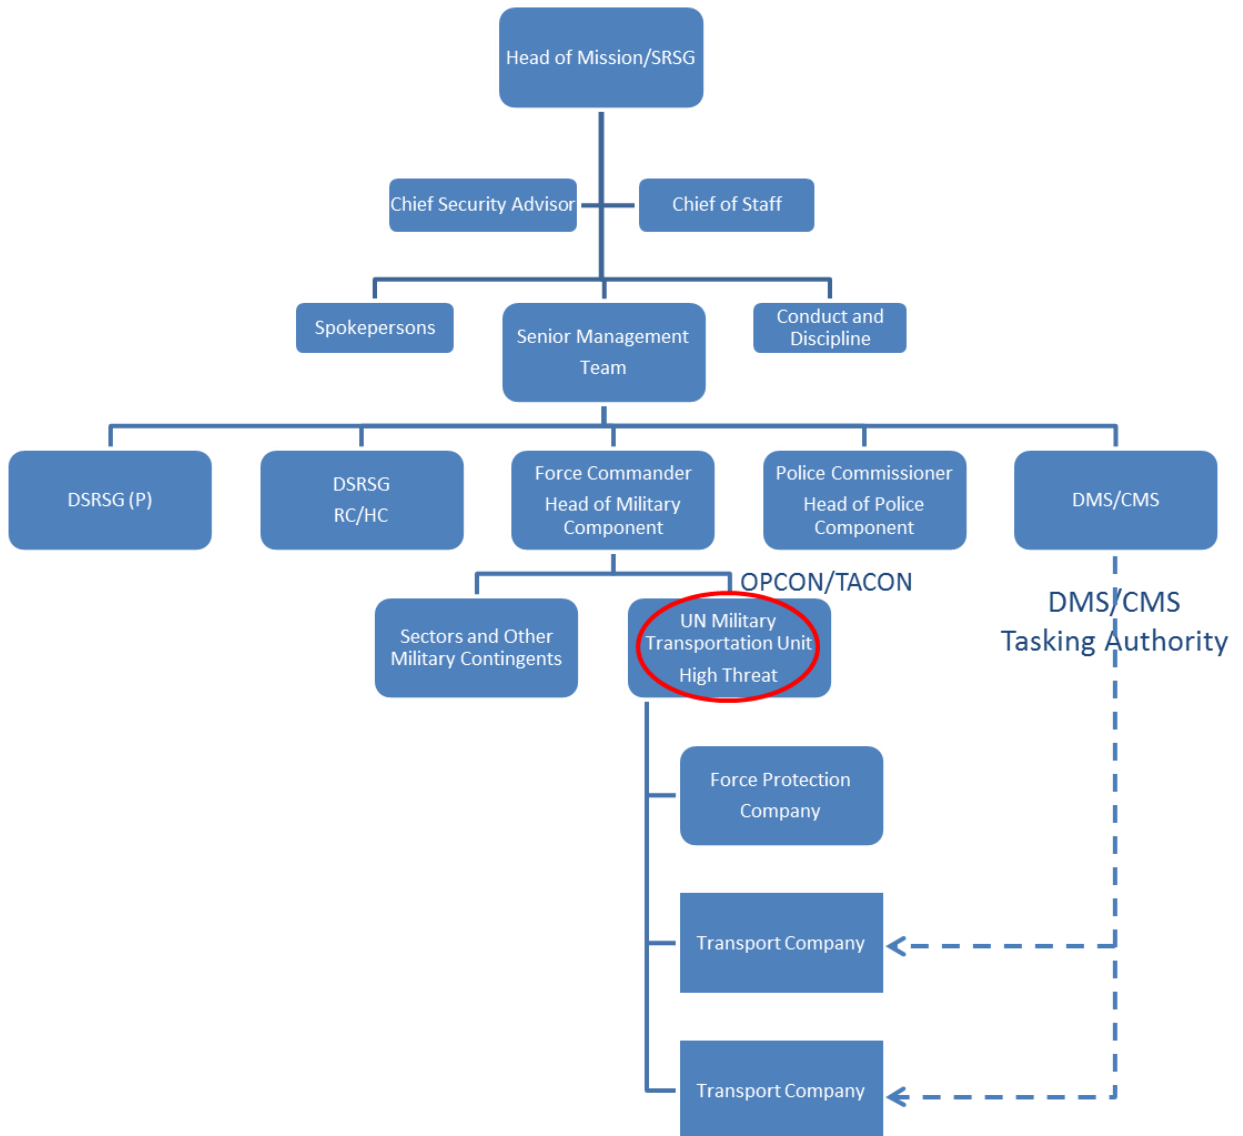 Head of Mission/SRSG
Chief Security Advisor
Chief of Staff
Spokepersons
Senior Management
Team
Conduct and
Discipline
DSRSG (P)
DSRSG
RC/HC
Force Commander
Head of Military
Component
Police Commissioner
Head of Police
Component
DMS/CMS
OPCON/TACON
DMS/CMS
Tasking Authority
Sectors and Other
Military Contingents
UN Military
Transportation Unit
High Threat
Force Protection
Company
Transport Company
Transport Company